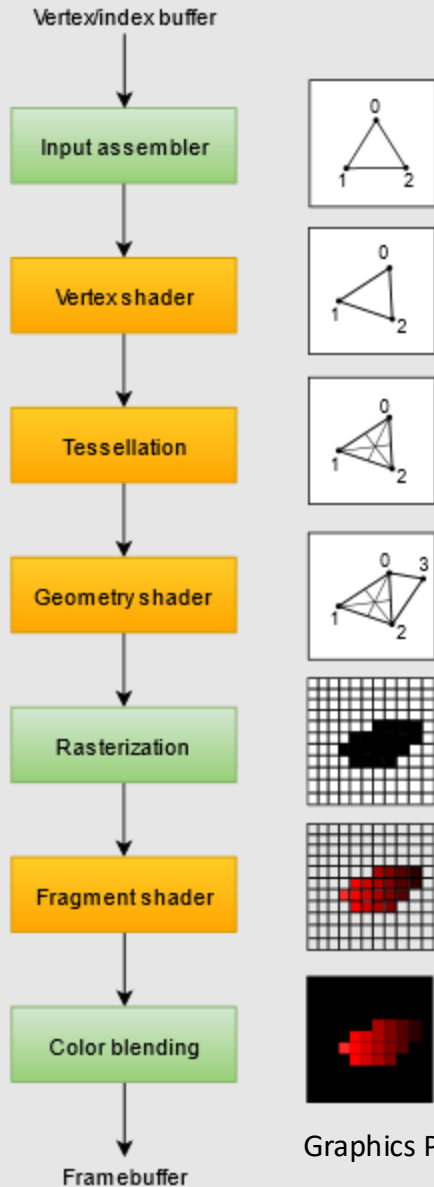 Vertex/index buffer
Input assembler
0
1 2
Vertex shader
0
1
2
Tessellation
0
1
2
Geometry shader
0 3
1
2
Rasterization
Fragment shader
Color blending
Graphics P
Framebuffer